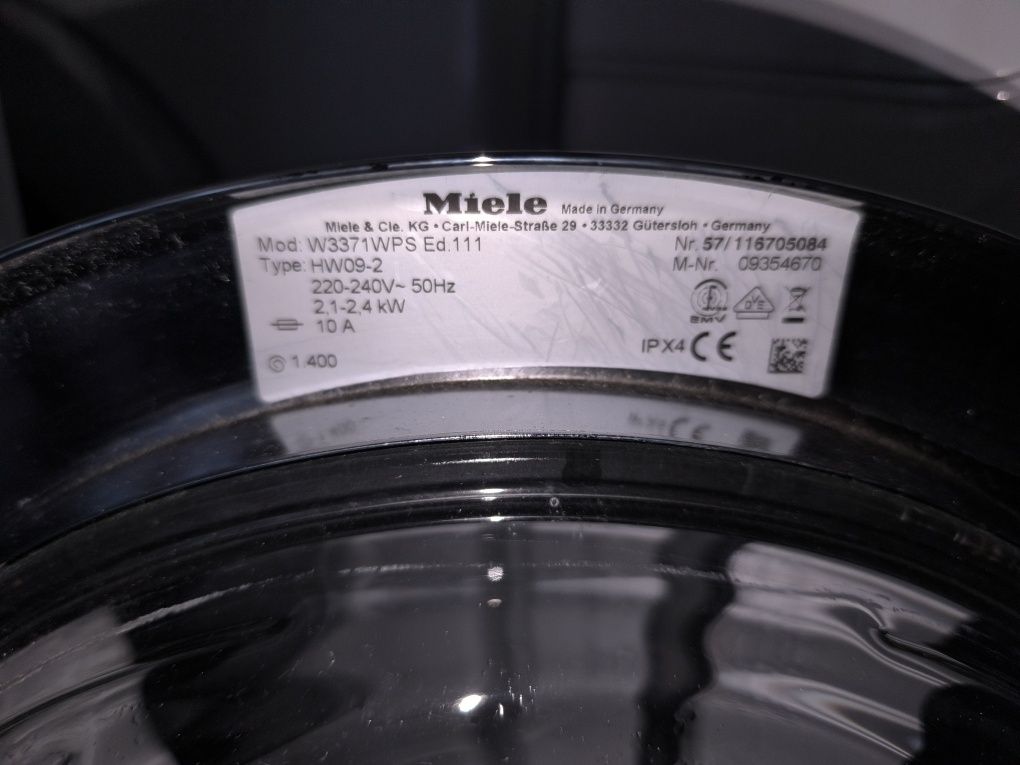 Miele Made in Germany
Miele & Cie. KG • Carl-Miele-Straße 29 • 33332 Gütersloh • Germany
Mod: W3371WPS Ed.111 Nr. 57/116705084
Type: HW09-2 M-Nr. 09354670
220-240V~ 50Hz
2,1-2,4 kW
10 A
EMV
IPX4 CE
1.400